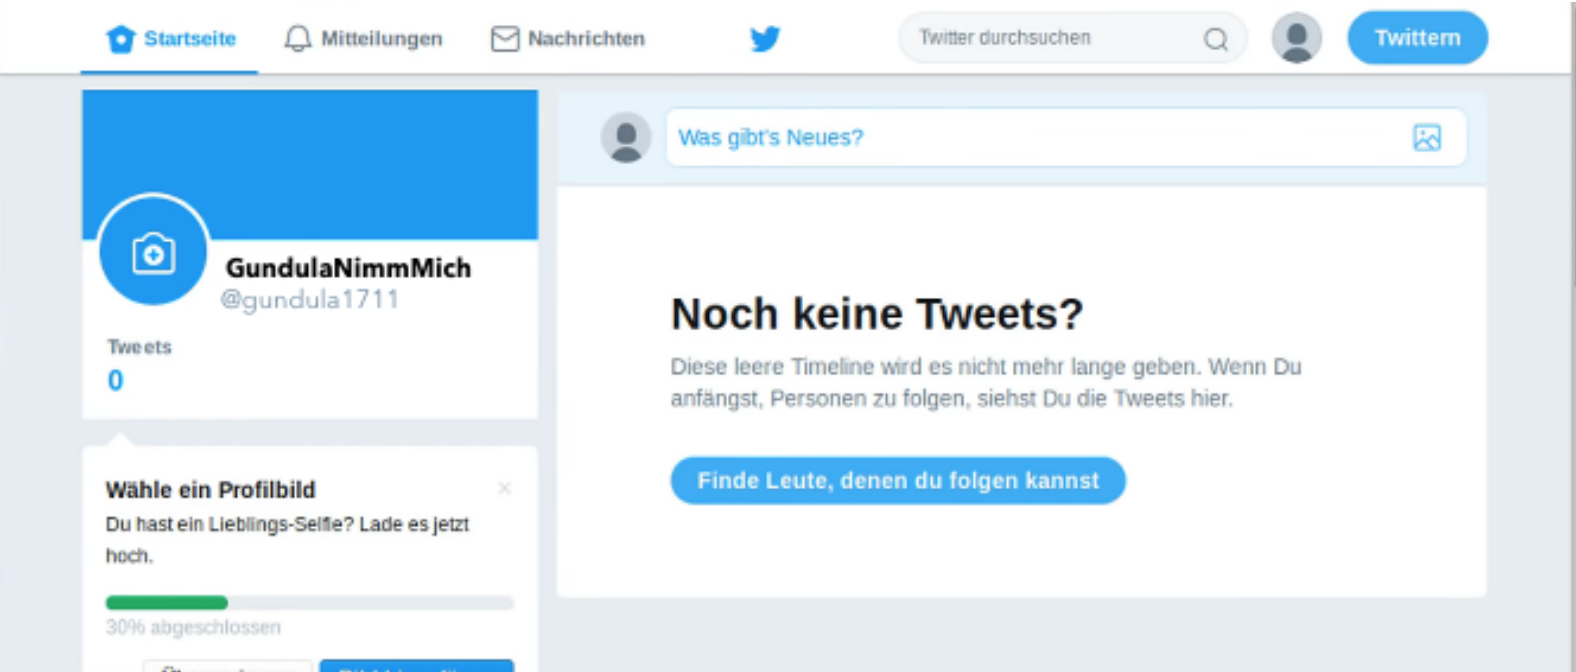 Startseite Mitteilungen Nachrichten Twitter durchsuchen Twittern
Was gibt's Neues?
GundulaNimmMich
@gundula1711
Tweets
0
Noch keine Tweets?
Diese leere Timeline wird es nicht mehr lange geben. Wenn Du
anfängst, Personen zu folgen, siehst Du die Tweets hier.
Finde Leute, denen du folgen kannst
Wähle ein Profilbild
Du hast ein Lieblings-Selfie? Lade es jetzt
hoch.
30% abgeschlossen